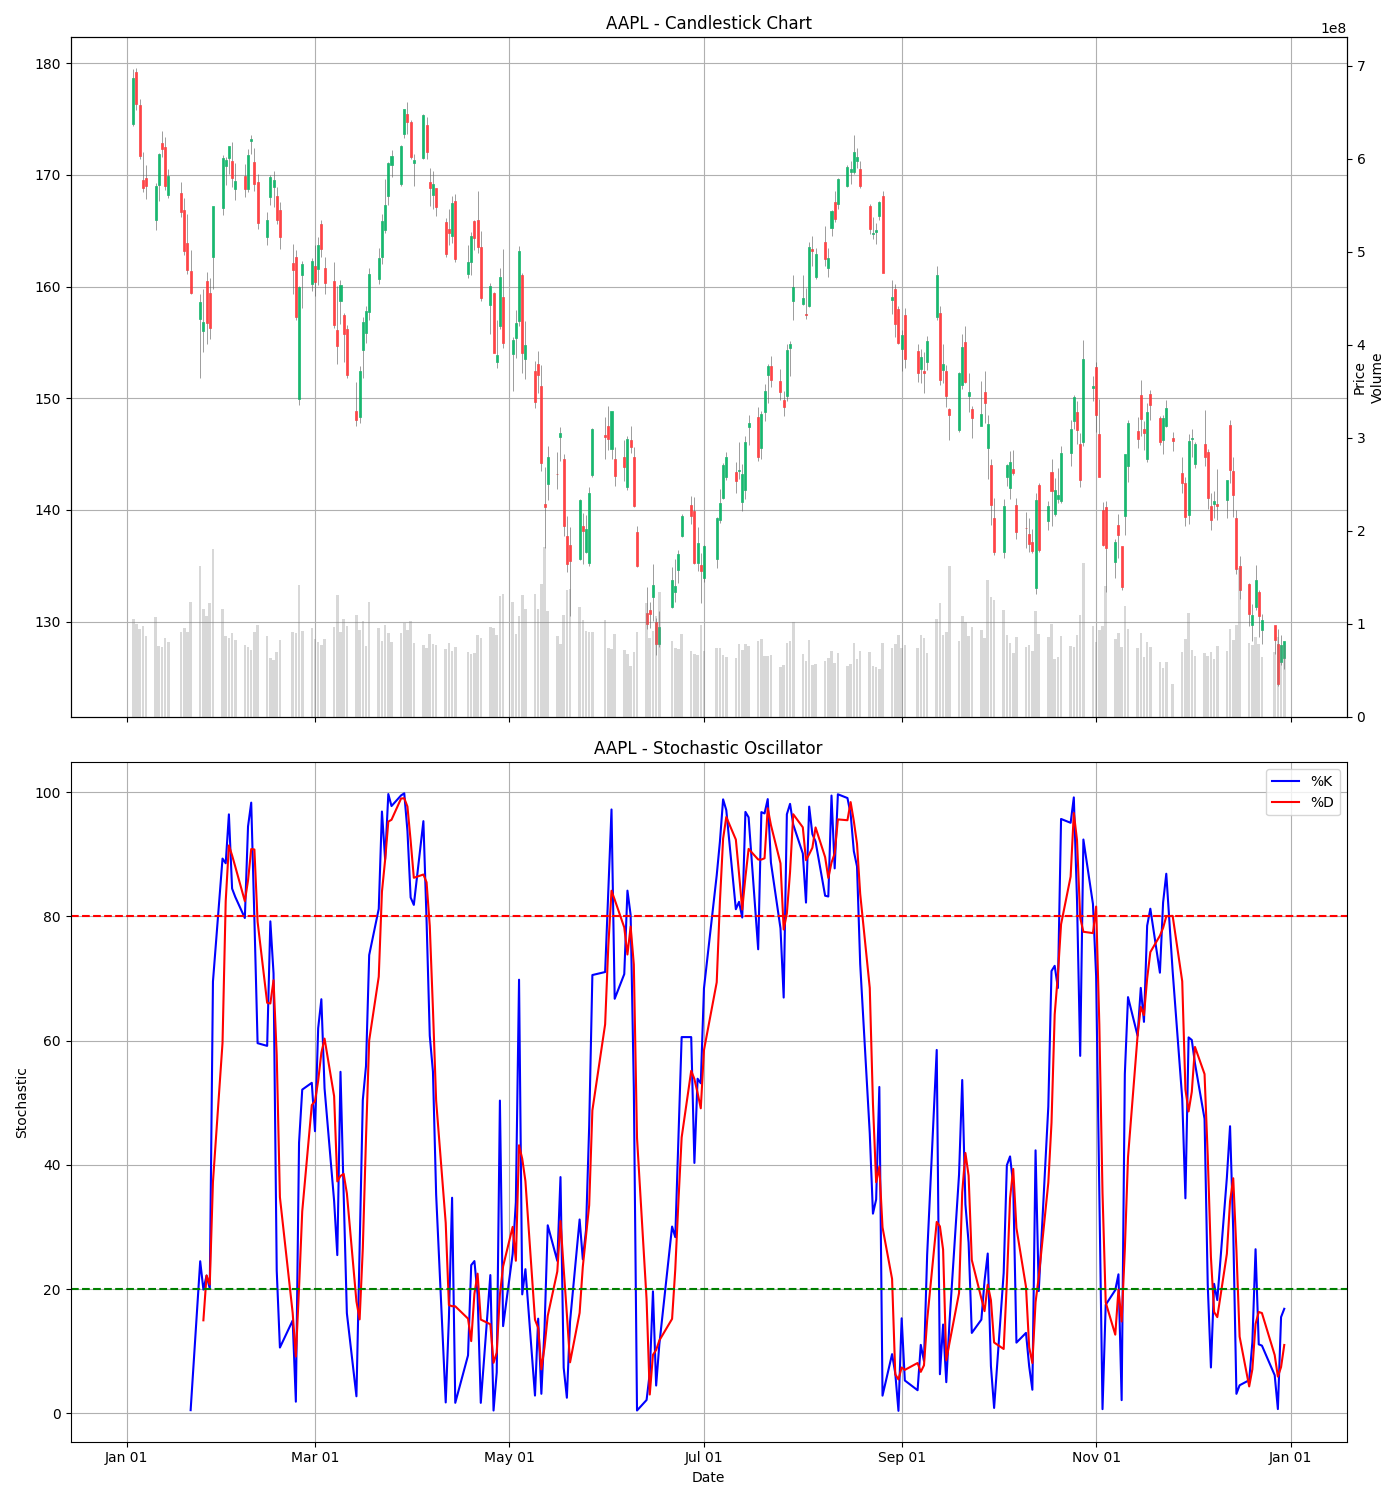 AAPL - Candlestick Chart
1e8
180
170
160
150
140
130
7
6
5
4
3
2
1
0
Price
Volume
AAPL - Stochastic Oscillator
%K
%D
100
80
60
40
20
0
Stochastic
Jan 01
Mar 01
May 01
Jul 01
Sep 01
Nov 01
Jan 01
Date